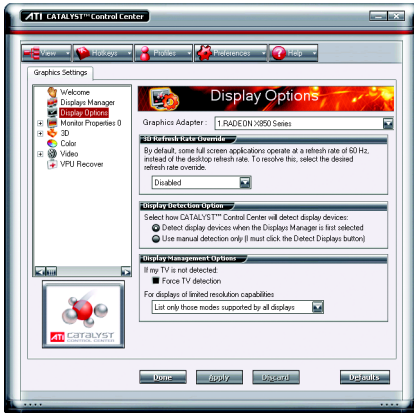 ATI CATALYST™ Control Center
View
Hotkeys
Profiles
Preferences
Help
Graphics Settings
Welcome
Displays Manager
Display Options
Monitor Properties 0
3D
Color
Video
VPU Recover
ATI CATALYST
CONTROL CENTER
Display Options
Graphics Adapter :
1.RADEON X850 Series
3D Refresh Rate Override
By default, some full screen applications operate at a refresh rate of 60 Hz,
instead of the desktop refresh rate. To resolve this, select the desired
refresh rate override.
Disabled
Display Detection Option
Select how CATALYST™ Control Center will detect display devices:
Detect display devices when the Displays Manager is first selected
Use manual detection only (I must click the Detect Displays button)
Display Management Options
If my TV is not detected:
Force TV detection
For displays of limited resolution capabilities
List only those modes supported by all displays
Done
Apply
Discard
Defaults